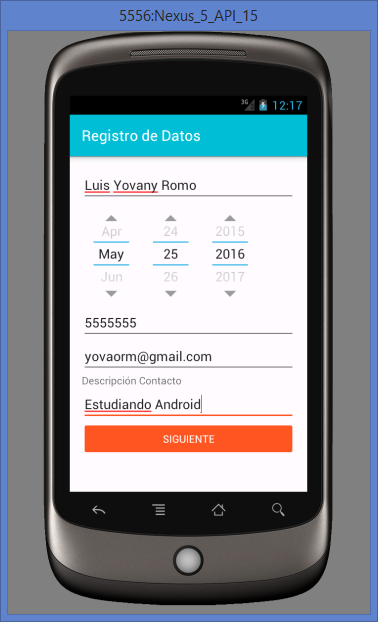 5556:Nexus_5_API_15
3G 12:17
Registro de Datos
Luis Yovany Romo
Apr 24 2015
May 25 2016
Jun 26 2017
5555555
yovaorm@gmail.com
Descripción Contacto
Estudiando Android
SIGUIENTE